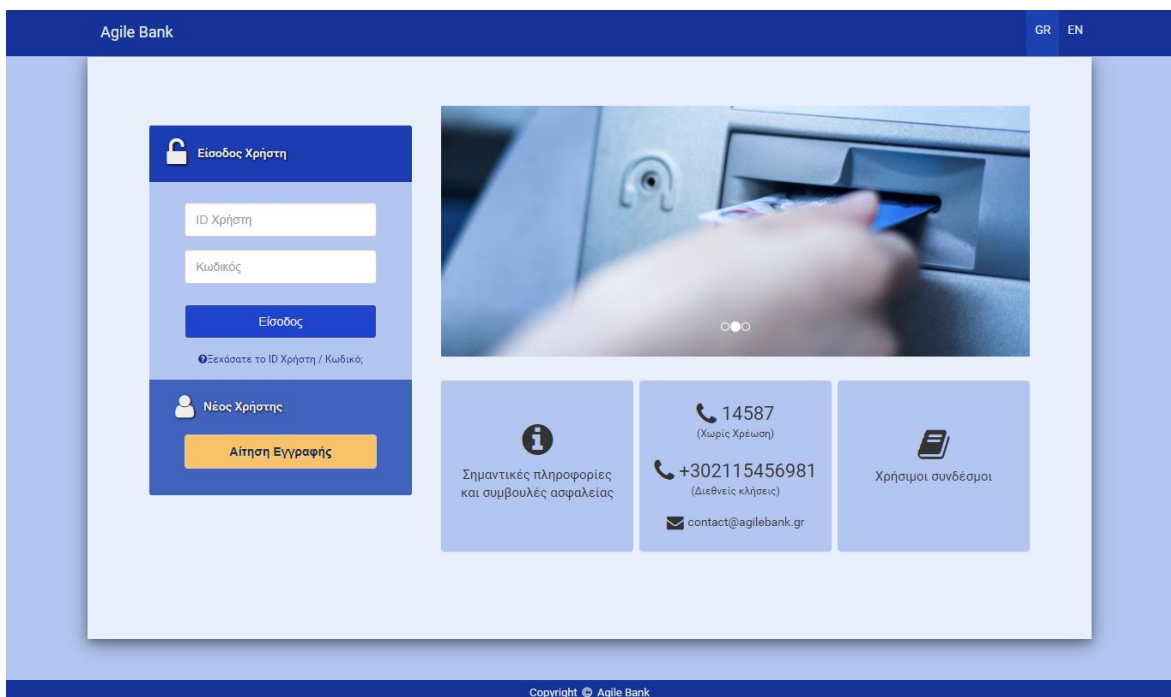 Agile Bank
GR EN
Είσοδος Χρήστη
ID Χρήστη
Κωδικός
Είσοδος
Ξεχάσατε το ID Χρήστη / Κωδικό;
Νέος Χρήστης
Αίτηση Εγγραφής
Σημαντικές πληροφορίες
και συμβουλές ασφαλείας
14587
(Χωρίς Χρέωση)
+302115456981
(Διεθνείς κλήσεις)
contact@agilebank.gr
Χρήσιμοι συνδέσμοι
Copyright © Agile Bank